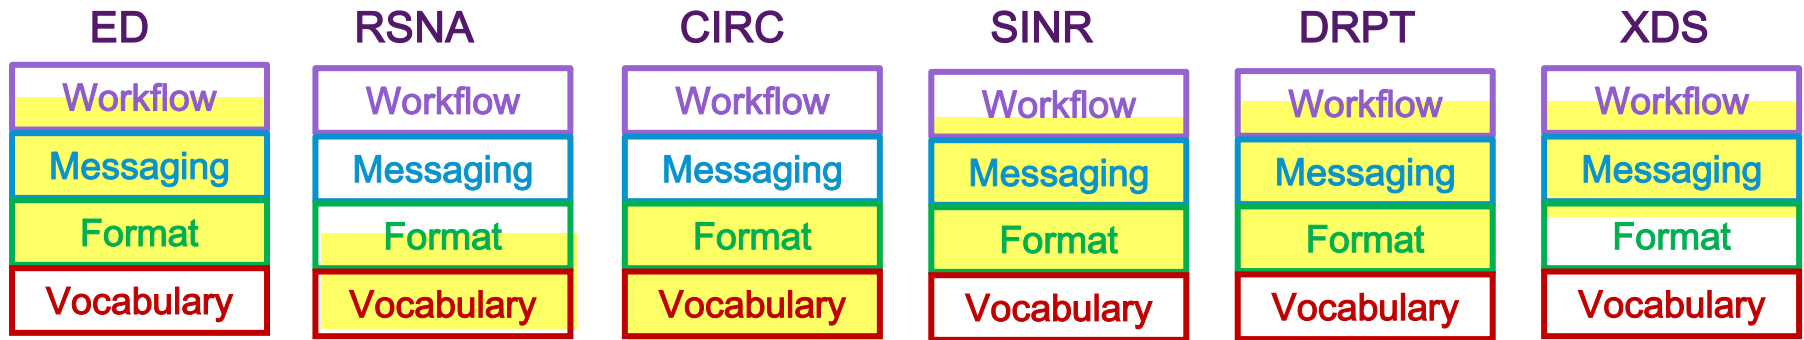 ED RSNA CIRC SINR DRPT XDS
Workflow Workflow Workflow Workflow Workflow Workflow
Messaging Messaging Messaging Messaging Messaging Messaging
Format Format Format Format Format Format
Vocabulary Vocabulary Vocabulary Vocabulary Vocabulary Vocabulary